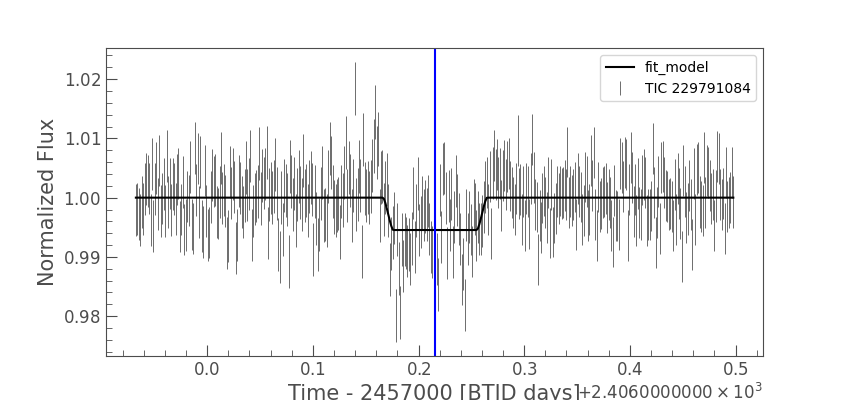 fit_model
TIC 229791084
1.02
1.01
1.00
0.99
0.98
Normalized Flux
0.0 0.1 0.2 0.3 0.4 0.5
Time - 2457000 [BTJD days]
+2.4060000000 × 10³